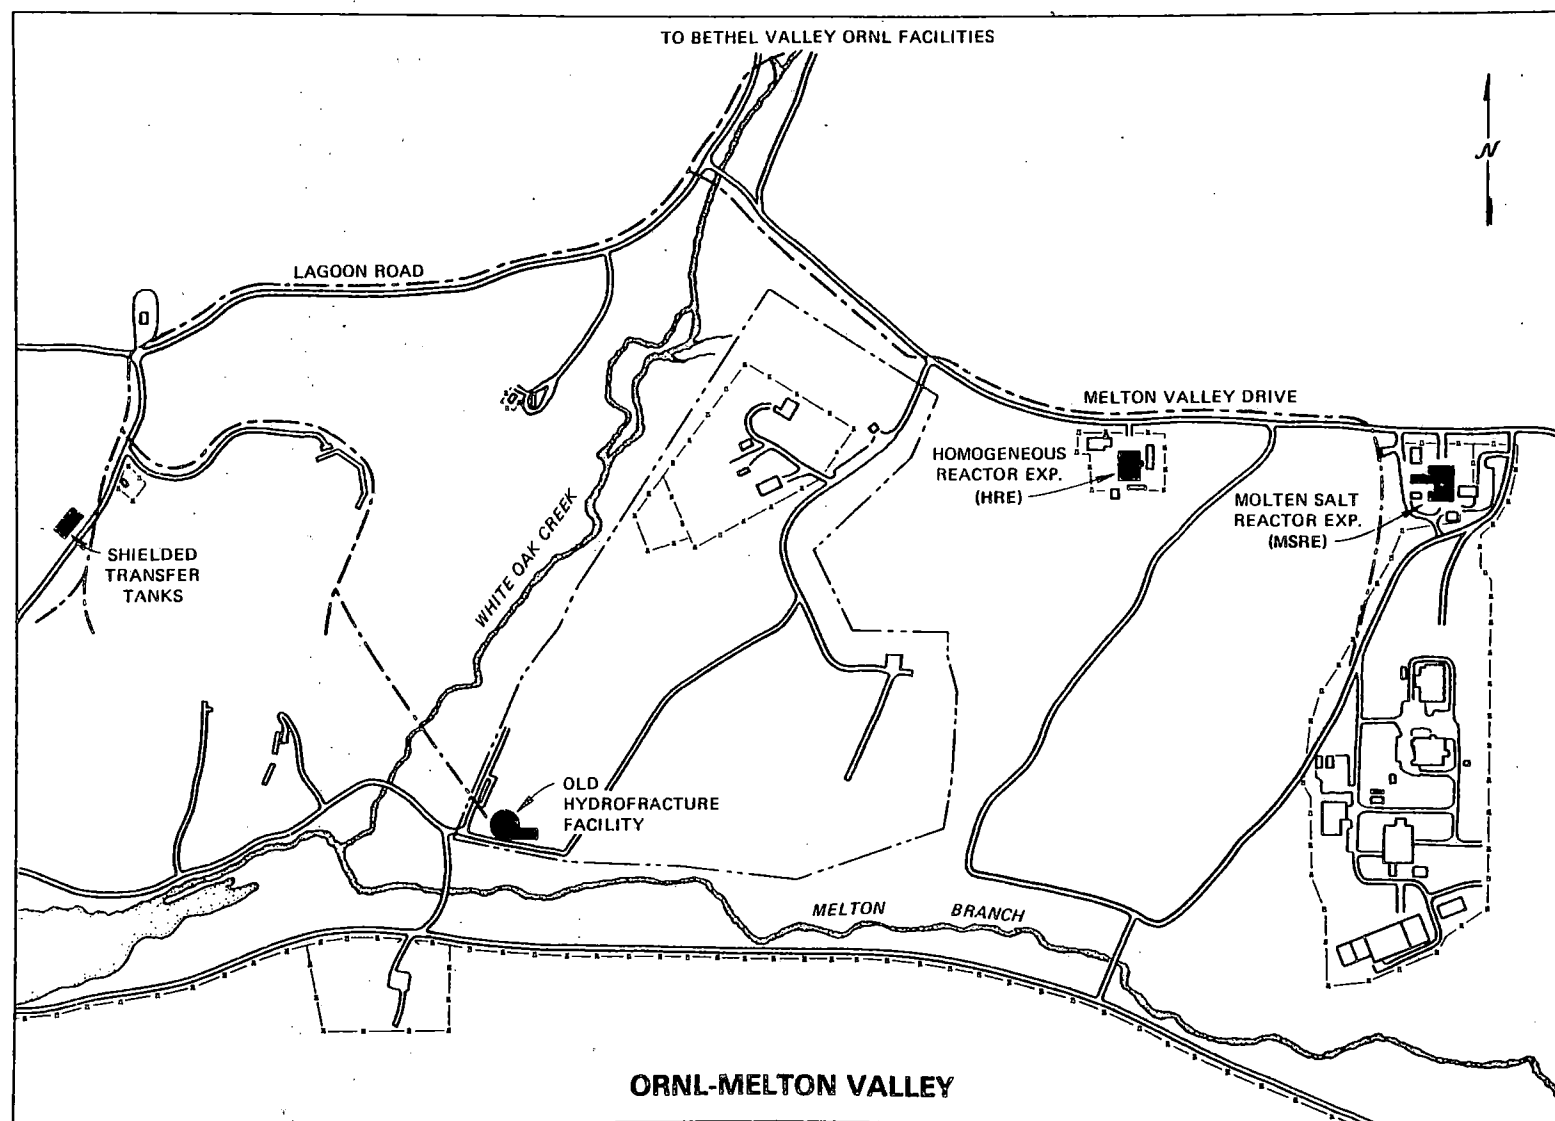 TO BETHEL VALLEY ORNL FACILITIES
N
LAGOON ROAD
MELTON VALLEY DRIVE
HOMOGENEOUS
REACTOR EXP.
(HRE)
MOLTEN SALT
REACTOR EXP.
(MSRE)
SHIELDED
TRANSFER
TANKS
WHITE OAK CREEK
OLD
HYDROFRACTURE
FACILITY
MELTON BRANCH
ORNL-MELTON VALLEY